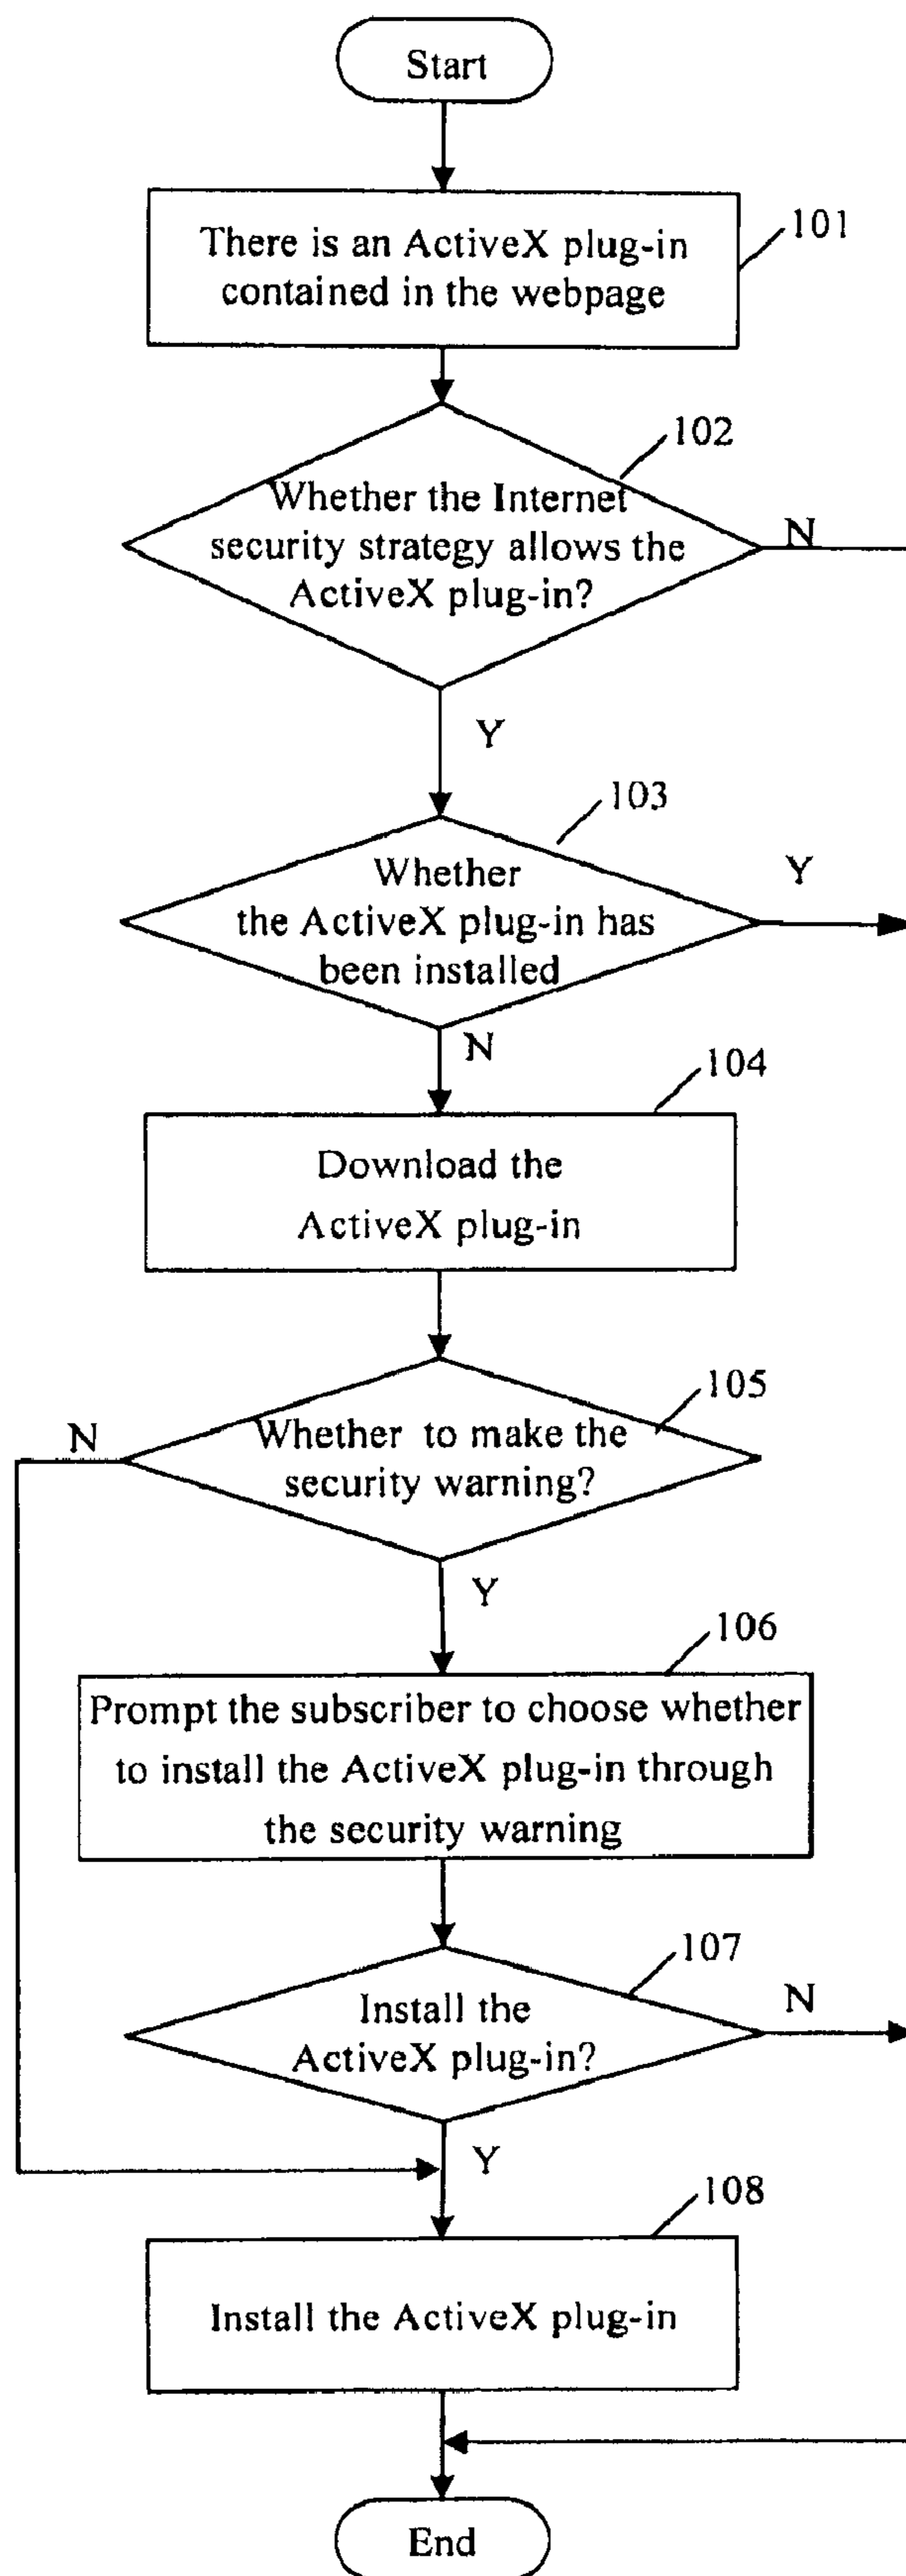 Start
There is an ActiveX plug-in
contained in the webpage
101
102
Whether the Internet
security strategy allows the
ActiveX plug-in?
N
Y
103
Whether
the ActiveX plug-in has
been installed
Y
N
104
Download the
ActiveX plug-in
105
Whether to make the
security warning?
N
Y
106
Prompt the subscriber to choose whether
to install the ActiveX plug-in through
the security warning
107
Install the
ActiveX plug-in?
N
Y
108
Install the ActiveX plug-in
End